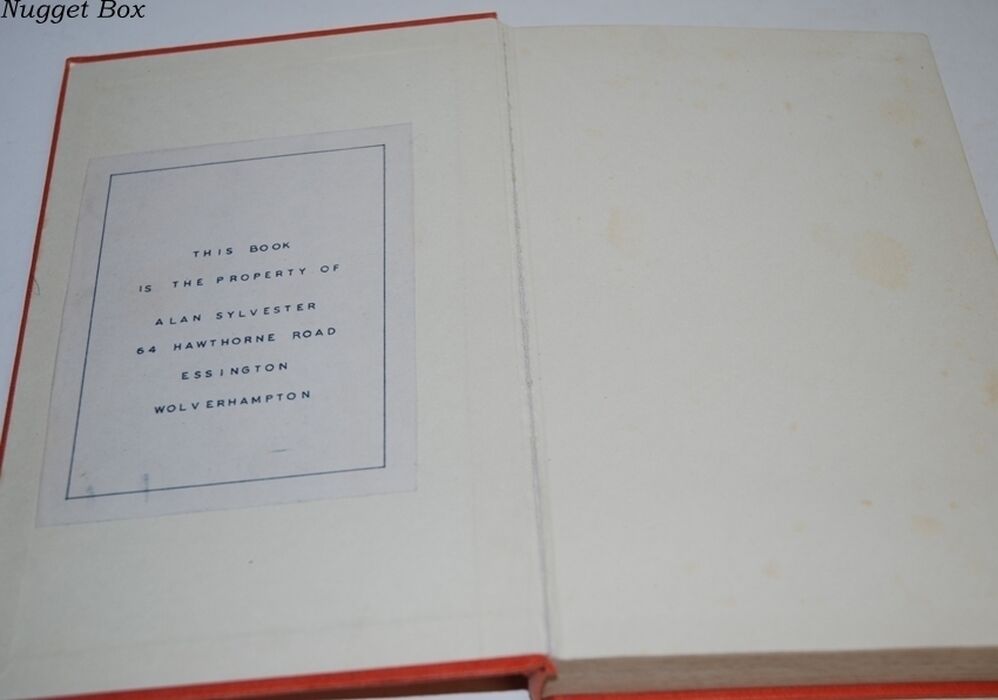 Nugget Box
THIS BOOK
IS THE PROPERTY OF
ALAN SYLVESTER
64 HAWTHORNE ROAD
ESSINGTON
WOLVERHAMPTON